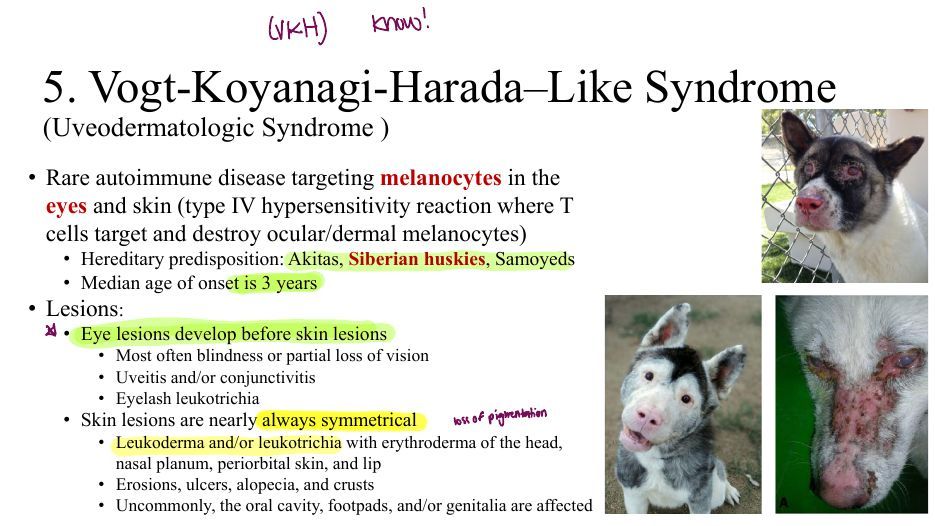 (VKH) Know!
5. Vogt-Koyanagi-Harada–Like Syndrome
(Uveodermatologic Syndrome )
• Rare autoimmune disease targeting melanocytes in the
eyes and skin (type IV hypersensitivity reaction where T
cells target and destroy ocular/dermal melanocytes)
• Hereditary predisposition: Akitas, Siberian huskies, Samoyeds
• Median age of onset is 3 years
• Lesions:
• Eye lesions develop before skin lesions
• Most often blindness or partial loss of vision
• Uveitis and/or conjunctivitis
• Eyelash leukotrichia
• Skin lesions are nearly always symmetrical
loss of pigmentation
• Leukoderma and/or leukotrichia with erythroderma of the head,
nasal planum, periorbital skin, and lip
• Erosions, ulcers, alopecia, and crusts
• Uncommonly, the oral cavity, footpads, and/or genitalia are affected
A